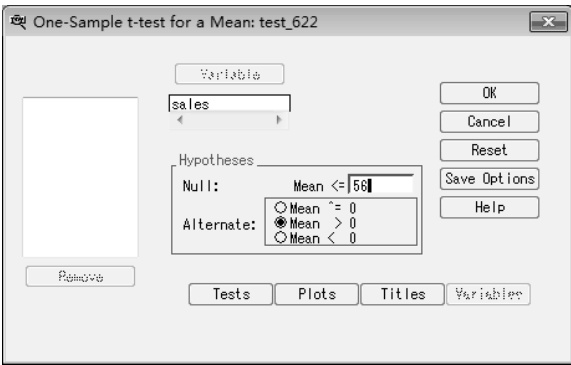 One-Sample t-test for a Mean: test_622
Variable
sales
OK
Cancel
Reset
Save Options
Help
Hypotheses
Null: Mean <= 56
Alternate:
Mean ^= 0
Mean > 0
Mean < 0
Remove
Tests Plots Titles Variables